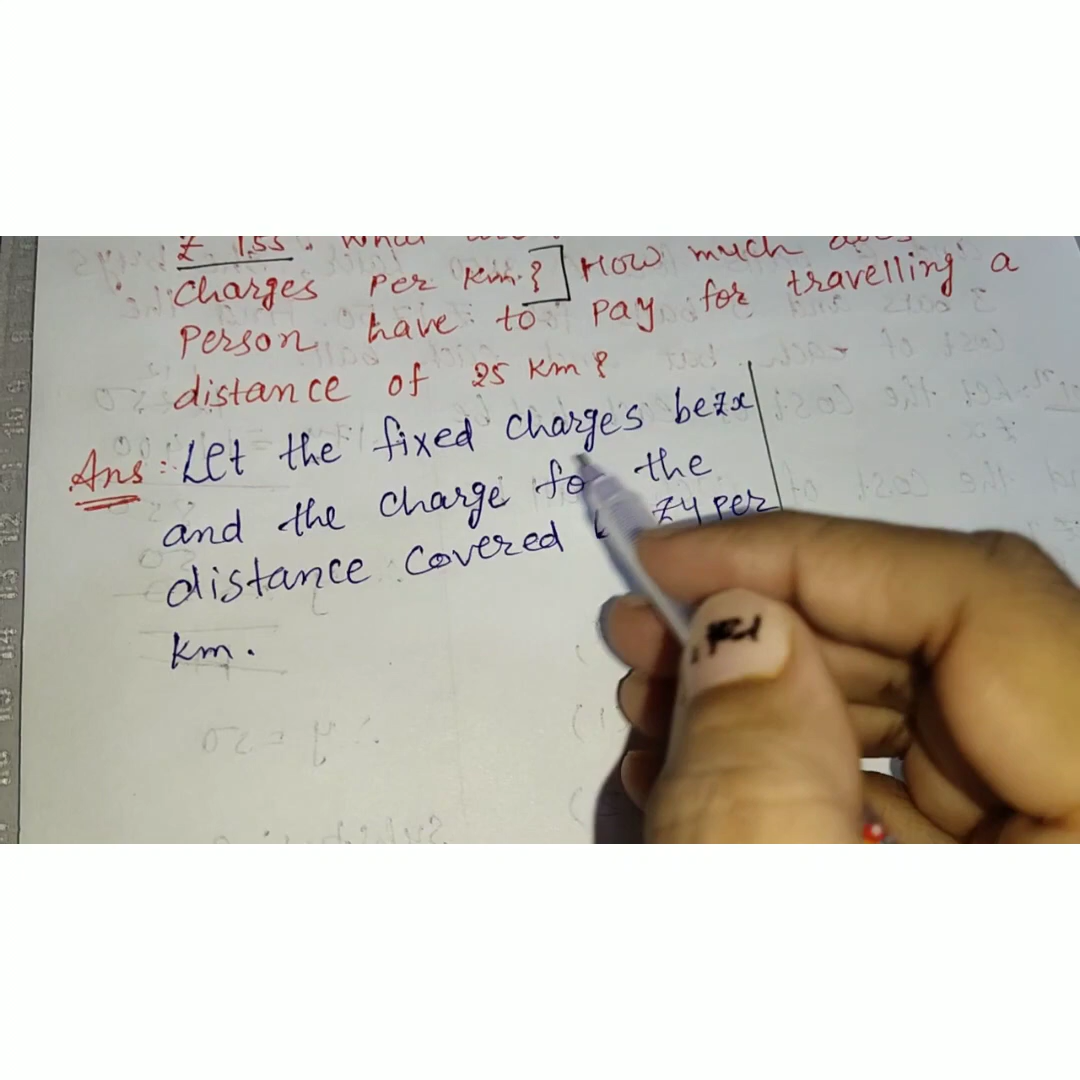 ₹ 155. What
charges per km.?] How much does
Person have to pay for travelling a
distance of 25 km?
Ans: Let the fixed charges be ₹x
and the charge for the
distance covered ₹y per
km.